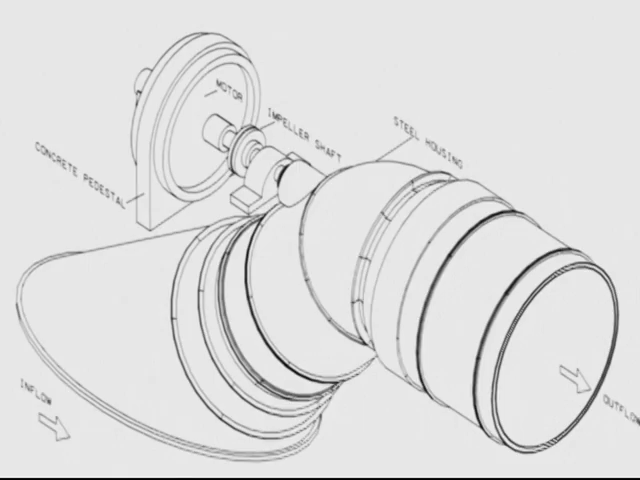 MOTOR
IMPELLER SHAFT
STEEL HOUSING
CONCRETE PEDESTAL
INFLOW
OUTFLOW